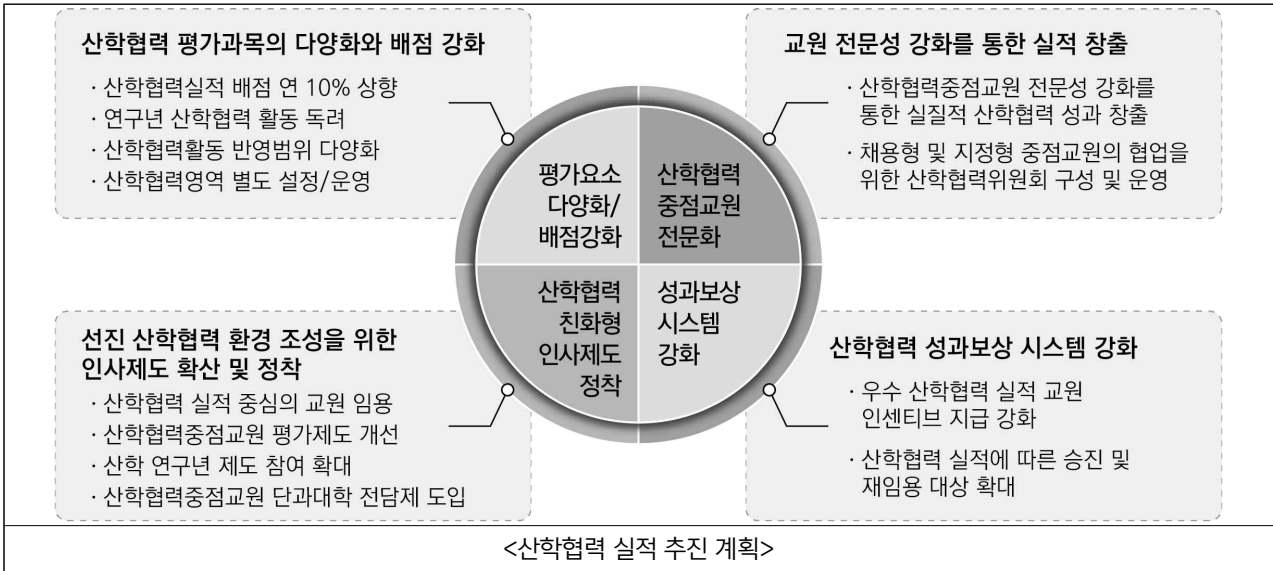 산학협력 평가과목의 다양화와 배점 강화
· 산학협력실적 배점 연 10% 상향
· 연구년 산학협력 활동 독려
· 산학협력활동 반영범위 다양화
· 산학협력영역 별도 설정/운영
교원 전문성 강화를 통한 실적 창출
· 산학협력중점교원 전문성 강화를
통한 실질적 산학협력 성과 창출
· 채용형 및 지정형 중점교원의 협업을
위한 산학협력위원회 구성 및 운영
평가요소
다양화/
배점강화
산학협력
중점교원
전문화
산학협력
친화형
인사제도
정착
성과보상
시스템
강화
선진 산학협력 환경 조성을 위한
인사제도 확산 및 정착
· 산학협력 실적 중심의 교원 임용
· 산학협력중점교원 평가제도 개선
· 산학 연구년 제도 참여 확대
· 산학협력중점교원 단과대학 전담제 도입
산학협력 성과보상 시스템 강화
· 우수 산학협력 실적 교원
인센티브 지급 강화
· 산학협력 실적에 따른 승진 및
재임용 대상 확대
<산학협력 실적 추진 계획>